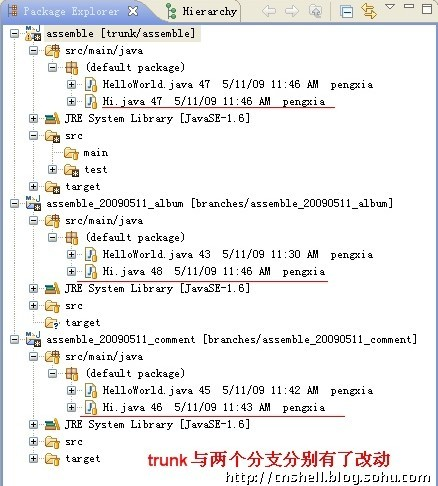 Package Explorer
Hierarchy
assemble [trunk/assemble]
src/main/java
(default package)
HelloWorld.java 47 5/11/09 11:46 AM pengxia
Hi.java 47 5/11/09 11:46 AM pengxia
JRE System Library [JavaSE-1.6]
src
main
test
target
assemble_20090511_album [branches/assemble_20090511_album]
src/main/java
(default package)
HelloWorld.java 43 5/11/09 11:30 AM pengxia
Hi.java 48 5/11/09 11:46 AM pengxia
JRE System Library [JavaSE-1.6]
src
target
assemble_20090511_comment [branches/assemble_20090511_comment]
src/main/java
(default package)
HelloWorld.java 45 5/11/09 11:42 AM pengxia
Hi.java 46 5/11/09 11:43 AM pengxia
JRE System Library [JavaSE-1.6]
src
target
trunk 与两个分支分别有了改动
http://cnshell.blog.sohu.com